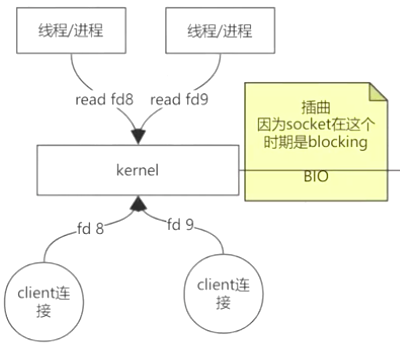 线程/进程
线程/进程
read fd8
read fd9
插曲
因为socket在这个
时期是blocking
BIO
kernel
fd 8
fd 9
client连
接
client连
接